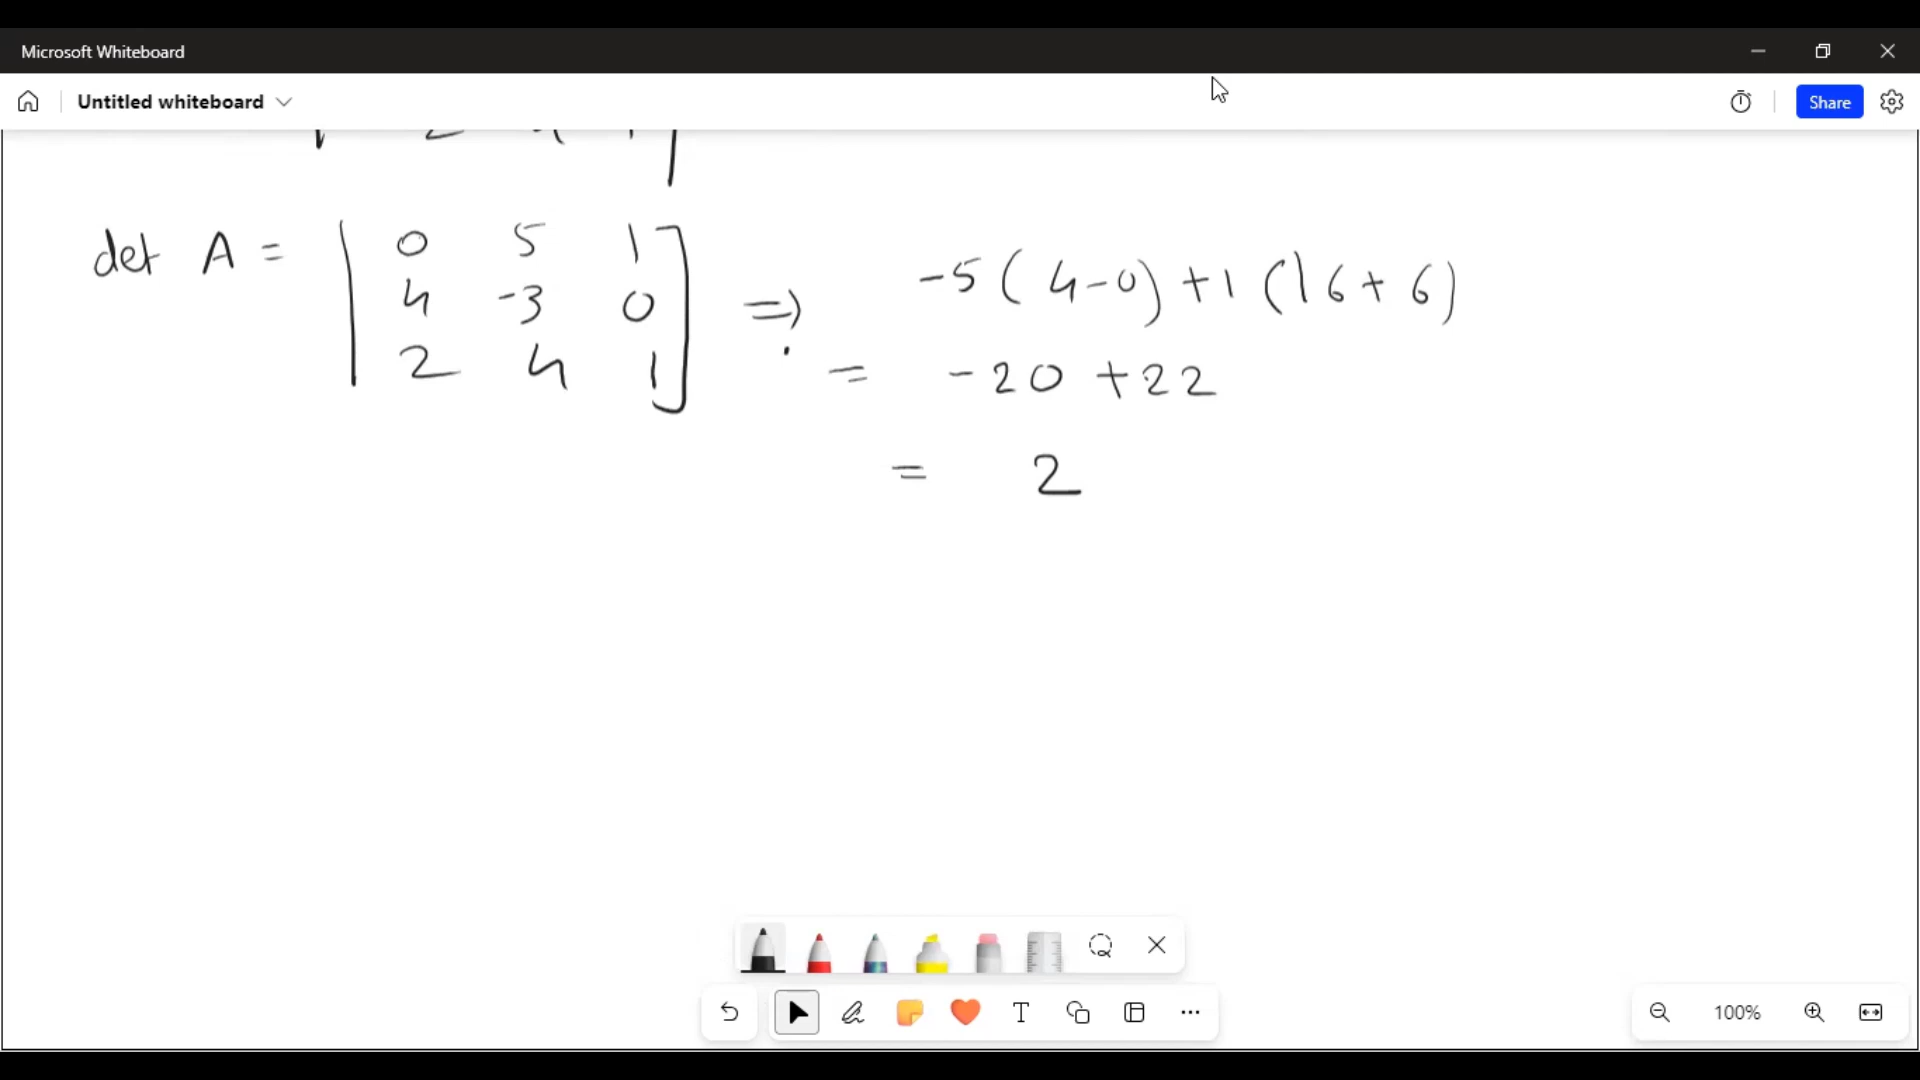 Microsoft Whiteboard
Untitled whiteboard
Share
det A = | 0 5 1 ]
4 -3 0
2 4 1
=> -5 ( 4-0) +1 (16+6)
= -20 +22
= 2
T
100%